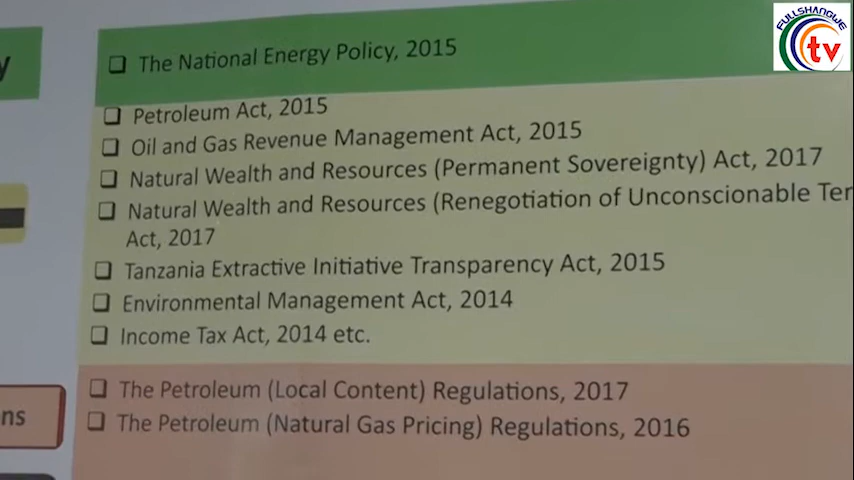 FULLSHANGWE
tv
y
The National Energy Policy, 2015
Petroleum Act, 2015
Oil and Gas Revenue Management Act, 2015
Natural Wealth and Resources (Permanent Sovereignty) Act, 2017
Natural Wealth and Resources (Renegotiation of Unconscionable Ter
Act, 2017
Tanzania Extractive Initiative Transparency Act, 2015
Environmental Management Act, 2014
Income Tax Act, 2014 etc.
The Petroleum (Local Content) Regulations, 2017
ns
The Petroleum (Natural Gas Pricing) Regulations, 2016